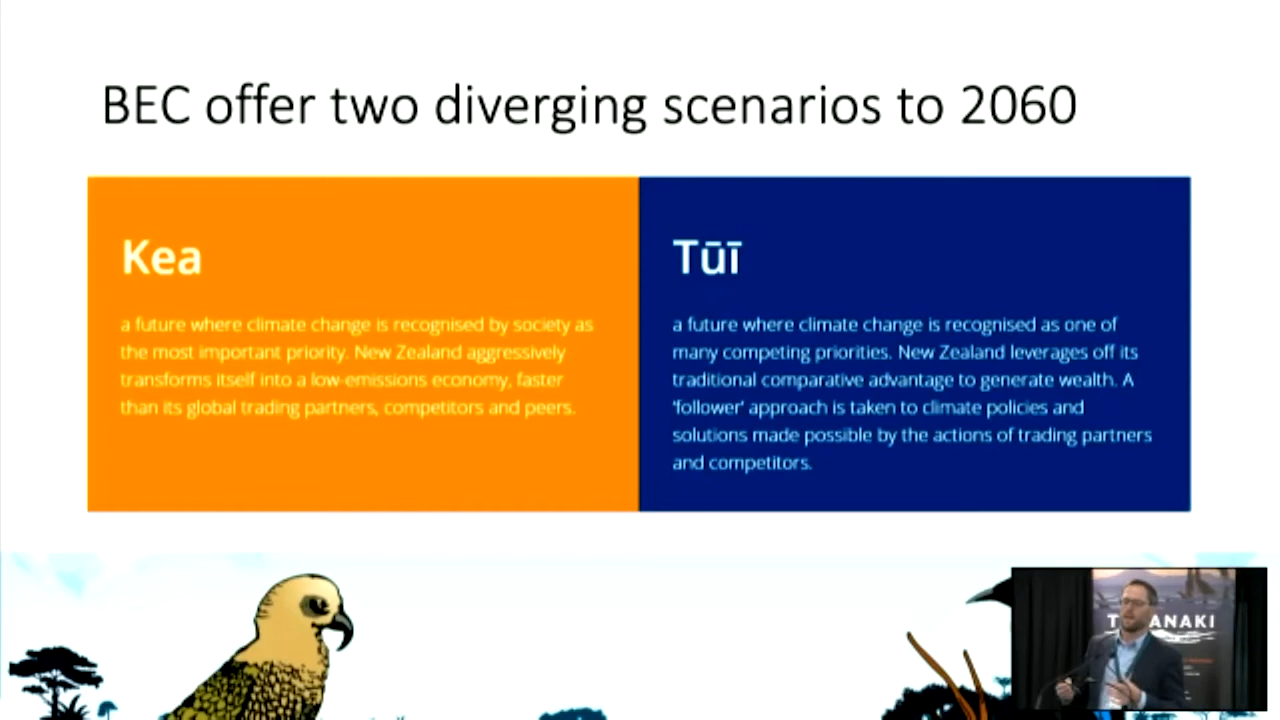 BEC offer two diverging scenarios to 2060
Kea
a future where climate change is recognised by society as
the most important priority. New Zealand aggressively
transforms itself into a low-emissions economy, faster
than its global trading partners, competitors and peers.
Tūī
a future where climate change is recognised as one of
many competing priorities. New Zealand leverages off its
traditional comparative advantage to generate wealth. A
'follower' approach is taken to climate policies and
solutions made possible by the actions of trading partners
and competitors.